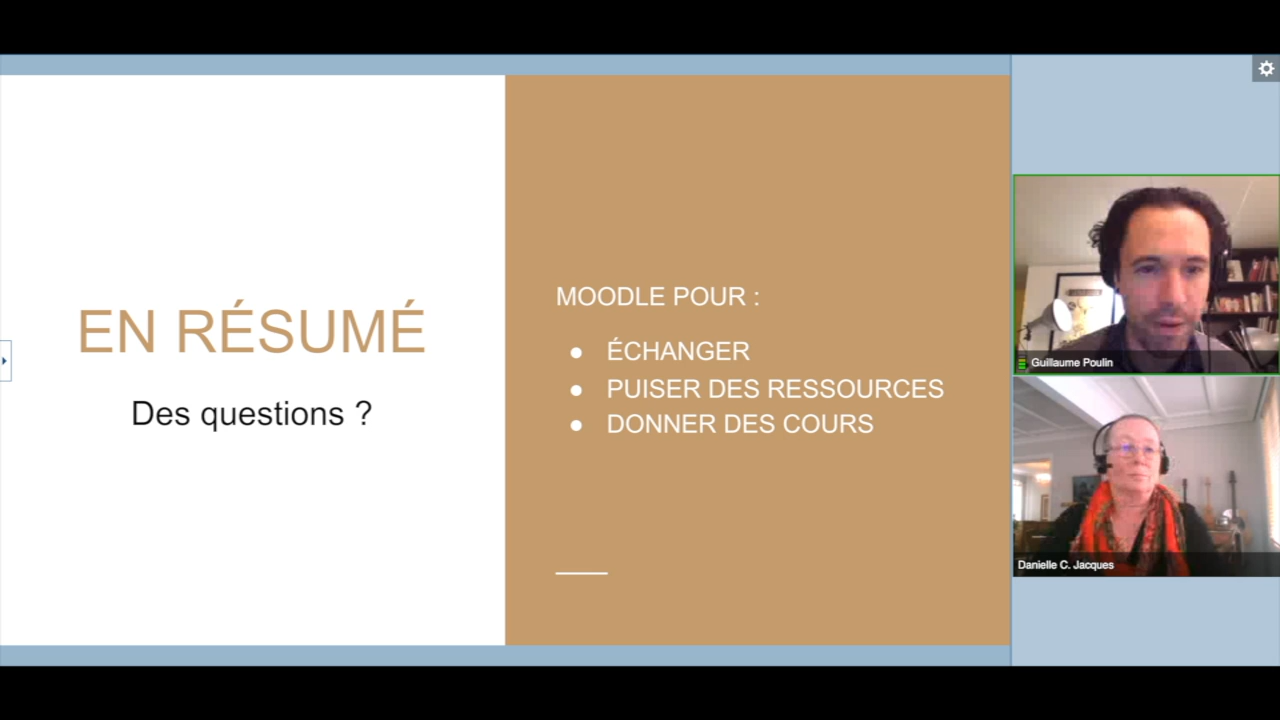 EN RÉSUMÉ
Des questions ?
MOODLE POUR :
● ÉCHANGER
● PUISER DES RESSOURCES
● DONNER DES COURS
Guillaume Poulin
Danielle C. Jacques